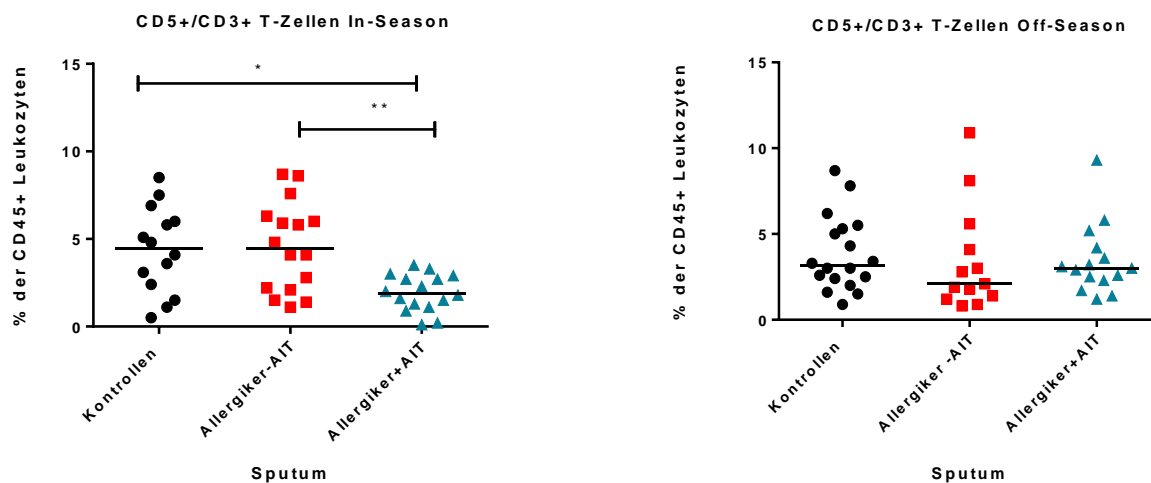 CD5+/CD3+ T-Zellen In-Season
% der CD45+ Leukozyten
15
10
5
0
*
**
Kontrollen
Allergiker-AIT
Allergiker+AIT
Sputum
CD5+/CD3+ T-Zellen Off-Season
% der CD45+ Leukozyten
15
10
5
0
Kontrollen
Allergiker -AIT
Allergiker+AIT
Sputum